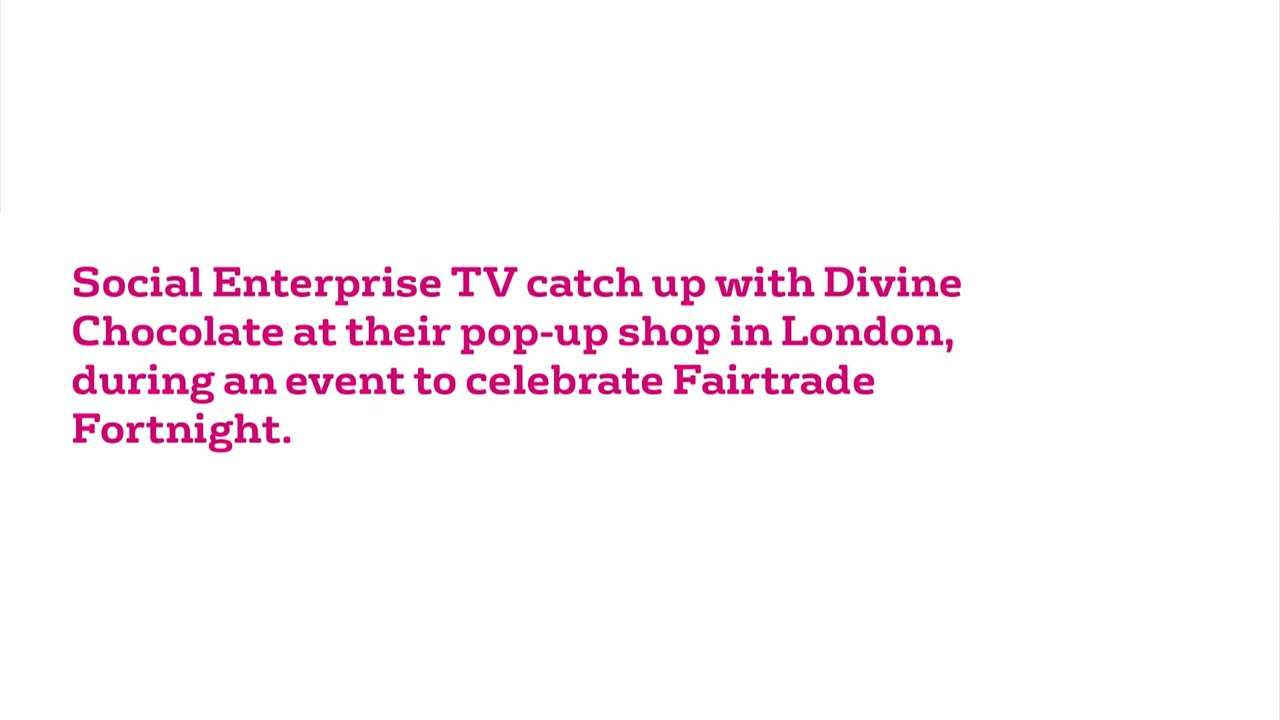 Social Enterprise TV catch up with Divine
Chocolate at their pop-up shop in London,
during an event to celebrate Fairtrade
Fortnight.